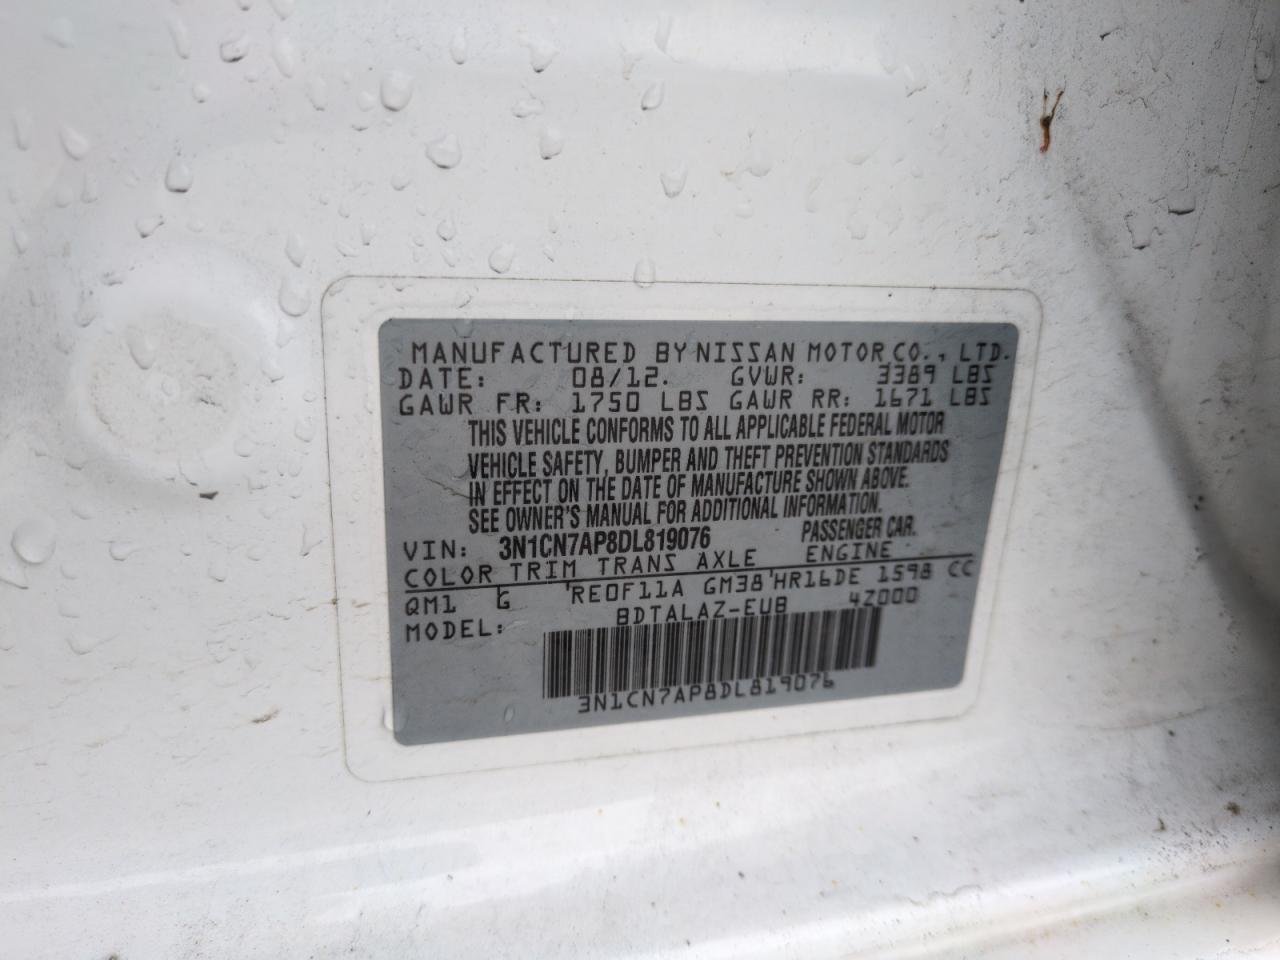 MANUFACTURED BY NISSAN MOTOR CO., LTD.
DATE: 08/12. GVWR: 3389 LBS
GAWR FR: 1750 LBS GAWR RR: 1671 LBS
THIS VEHICLE CONFORMS TO ALL APPLICABLE FEDERAL MOTOR
VEHICLE SAFETY, BUMPER AND THEFT PREVENTION STANDARDS
IN EFFECT ON THE DATE OF MANUFACTURE SHOWN ABOVE.
SEE OWNER'S MANUAL FOR ADDITIONAL INFORMATION.
VIN: 3N1CN7AP8DL819076 PASSENGER CAR.
COLOR TRIM TRANS AXLE ENGINE
QM1 G 'RE0F11A GM38'HR16DE 1598 CC
MODEL: BDTALAZ-EUB 4Z000
3N1CN7AP8DL819076